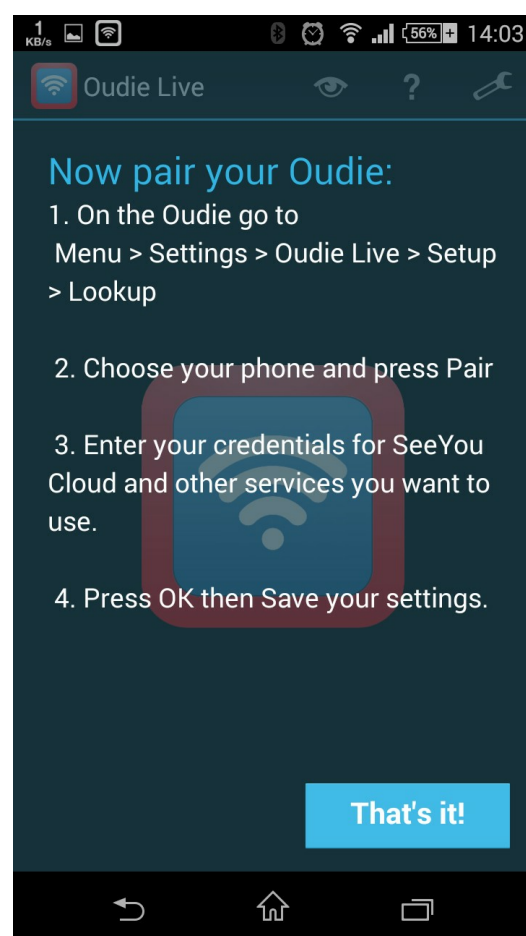 1
KB/s
56%
14:03
Oudie Live
?
Now pair your Oudie:
1. On the Oudie go to
Menu > Settings > Oudie Live > Setup
> Lookup
2. Choose your phone and press Pair
3. Enter your credentials for SeeYou
Cloud and other services you want to
use.
4. Press OK then Save your settings.
That's it!